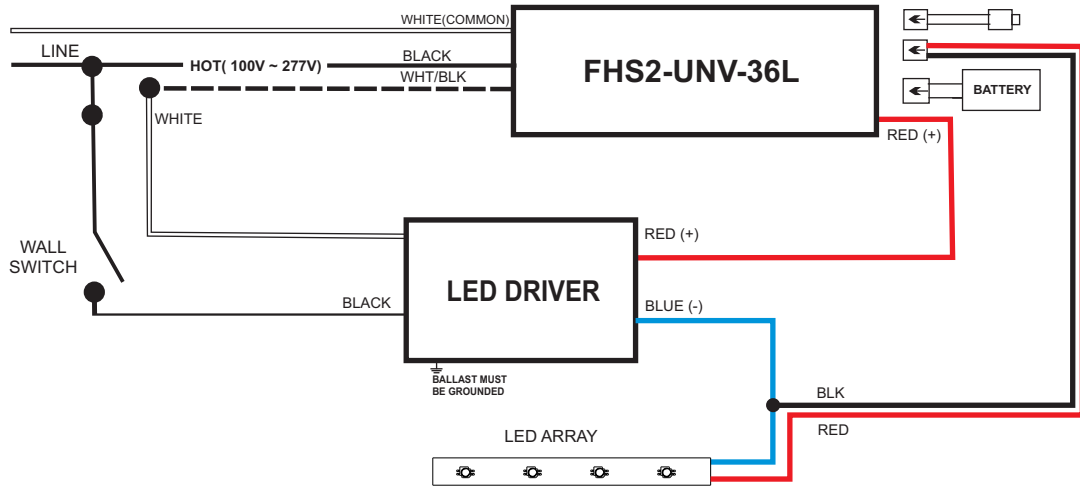 WHITE(COMMON)
LINE
HOT( 100V ~ 277V)
BLACK
WHT/BLK
FHS2-UNV-36L
BATTERY
WHITE
RED (+)
WALL
SWITCH
RED (+)
LED DRIVER
BLACK
BLUE (-)
BALLAST MUST
BE GROUNDED
BLK
RED
LED ARRAY